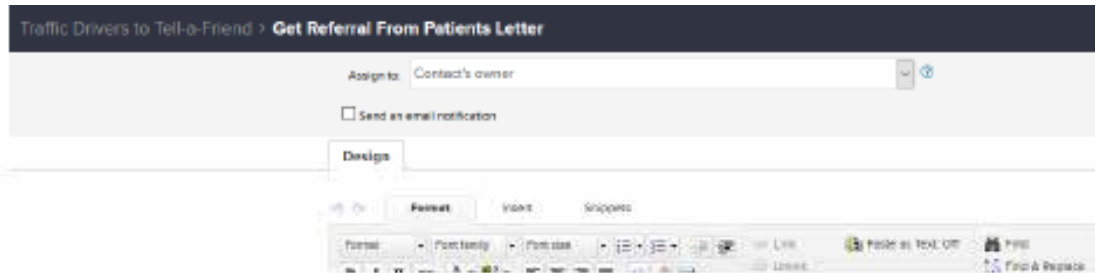 Traffic Drivers to Tell-a-Friend > Get Referral From Patients Letter
Assign to: Contact's owner
Send an email notification
Design
Format Insert Snippets
Format Font family Font size Link Paste as Text: Off Find
Unlink Find & Replace